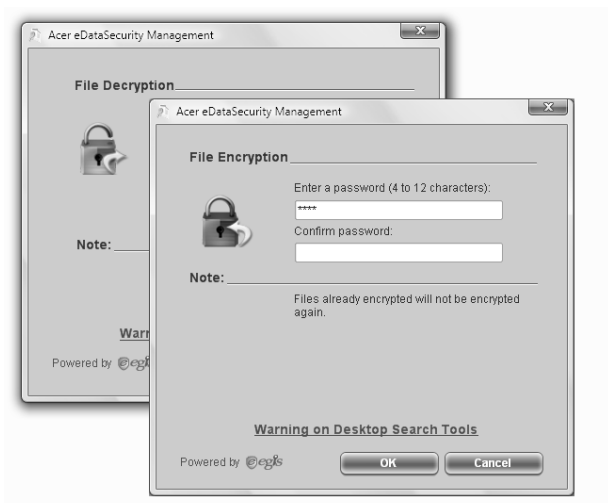 Acer eDataSecurity Management
File Decryption
Note:
Powered by egis
Acer eDataSecurity Management
File Encryption
Enter a password (4 to 12 characters):
****
Confirm password:
Note:
Files already encrypted will not be encrypted
again.
Warning on Desktop Search Tools
Powered by egis
OK
Cancel